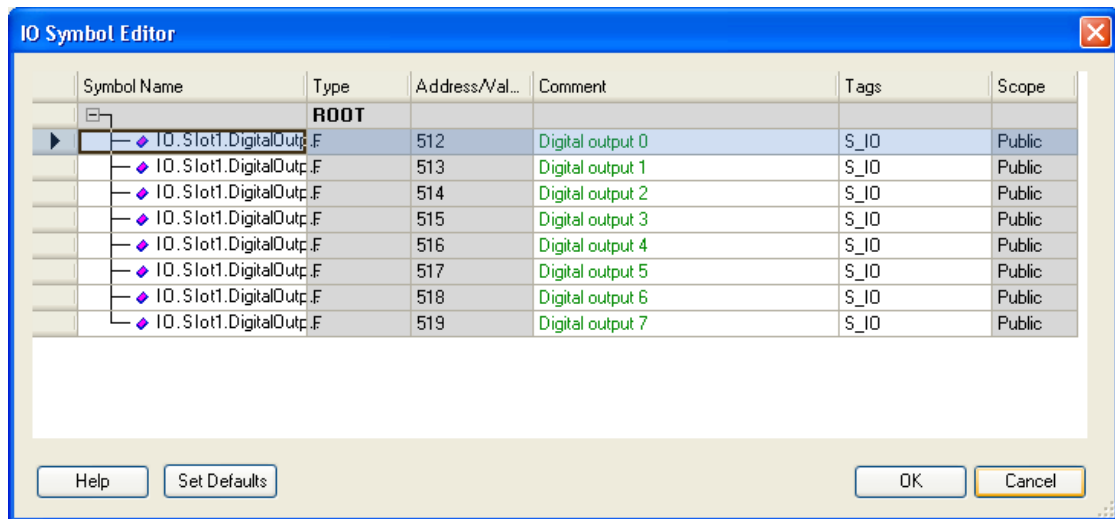 IO Symbol Editor
Symbol Name Type Address/Val... Comment Tags Scope
ROOT
IO.Slot1.DigitalOutp F 512 Digital output 0 S_IO Public
IO.Slot1.DigitalOutp F 513 Digital output 1 S_IO Public
IO.Slot1.DigitalOutp F 514 Digital output 2 S_IO Public
IO.Slot1.DigitalOutp F 515 Digital output 3 S_IO Public
IO.Slot1.DigitalOutp F 516 Digital output 4 S_IO Public
IO.Slot1.DigitalOutp F 517 Digital output 5 S_IO Public
IO.Slot1.DigitalOutp F 518 Digital output 6 S_IO Public
IO.Slot1.DigitalOutp F 519 Digital output 7 S_IO Public
Help Set Defaults OK Cancel